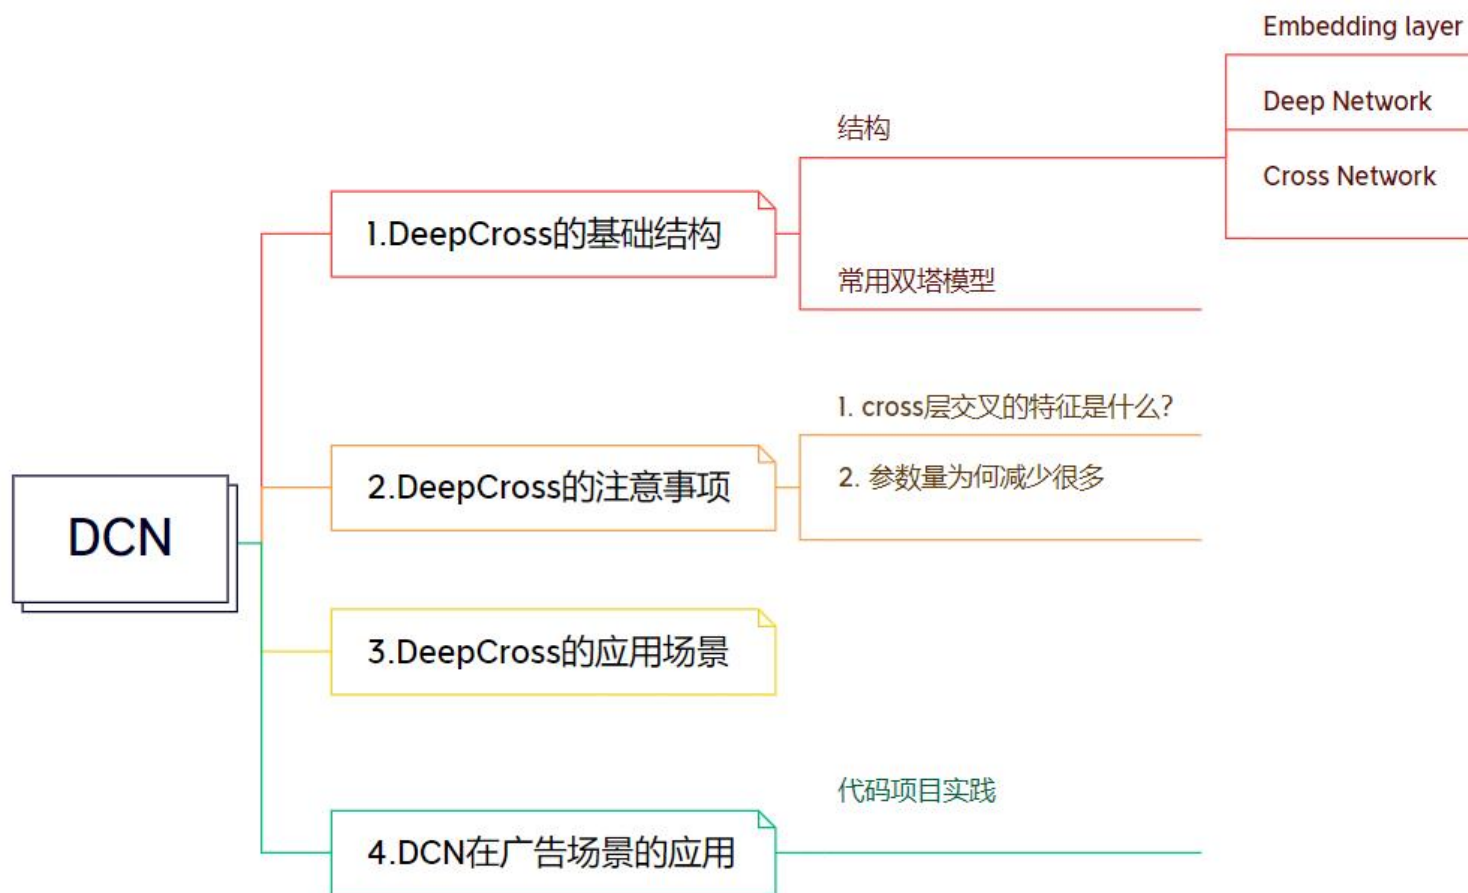 DCN
1.DeepCross的基础结构
结构
Embedding layer
Deep Network
Cross Network
常用双塔模型
2.DeepCross的注意事项
1. cross层交叉的特征是什么?
2. 参数量为何减少很多
3.DeepCross的应用场景
4.DCN在广告场景的应用
代码项目实践